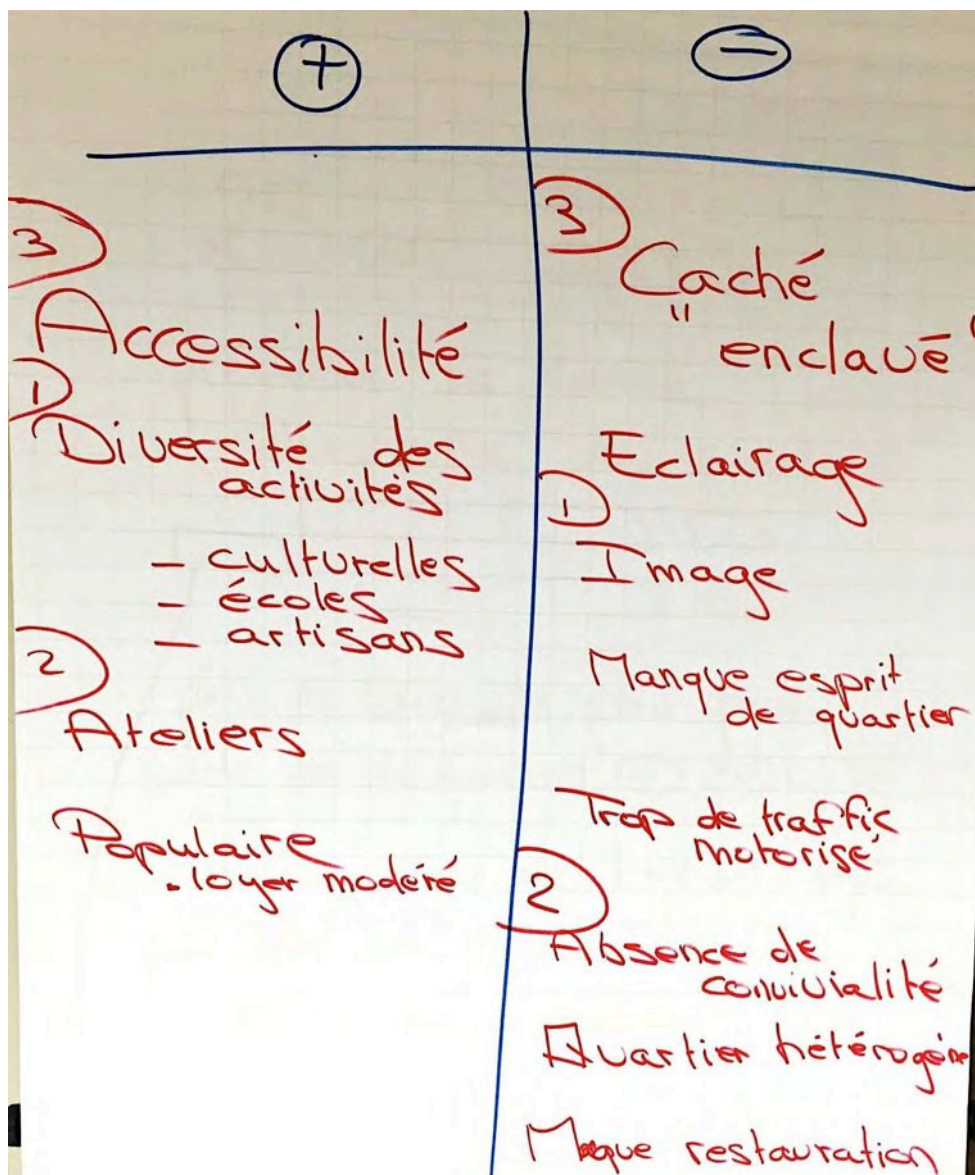 +
3
Accessibilité
1
Diversité des
activités
- culturelles
- écoles
- artisans
2
Ateliers
Populaire
. loyer modéré
-
3
Caché
"enclavé"
Eclairage
1
Image
Manque esprit
de quartier
Trop de traffic
motorisé
2
Absence de
convivialité
Quartier hétérogène
Manque restauration